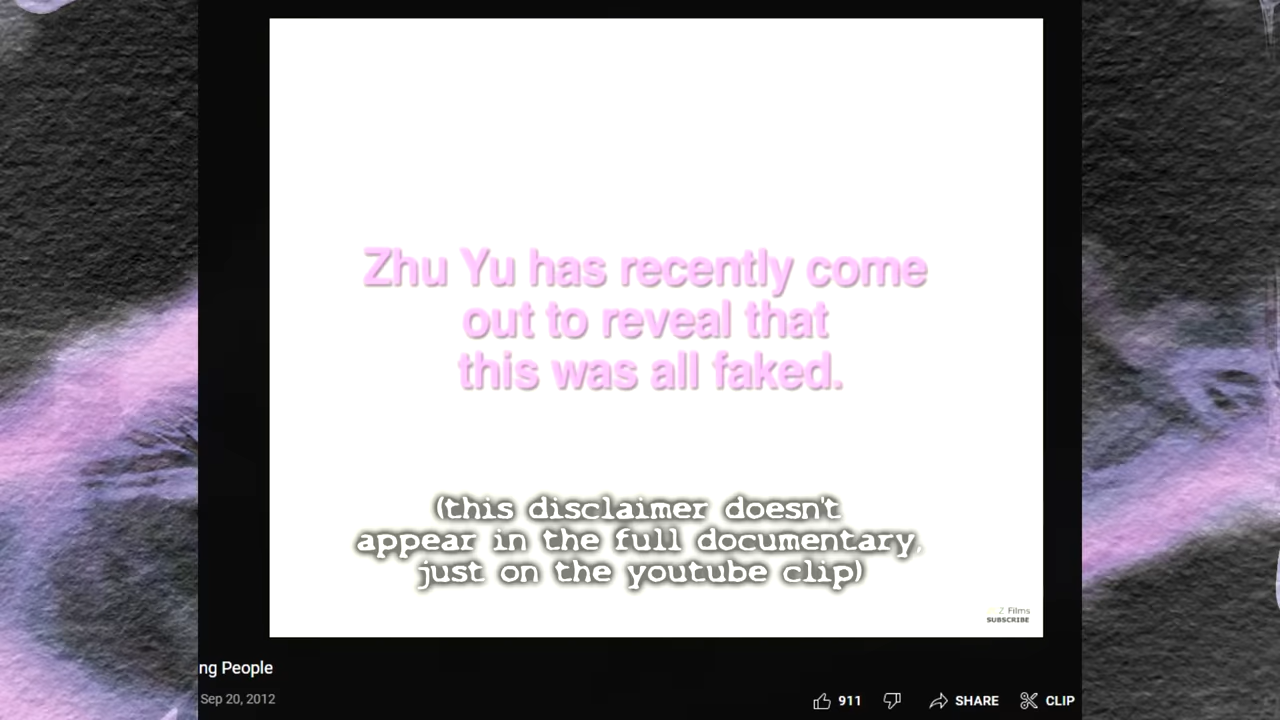 Zhu Yu has recently come
out to reveal that
this was all faked.
(this disclaimer doesn't
appear in the full documentary,
just on the youtube clip)
Z Films
SUBSCRIBE
ng People
Sep 20, 2012
911 SHARE CLIP